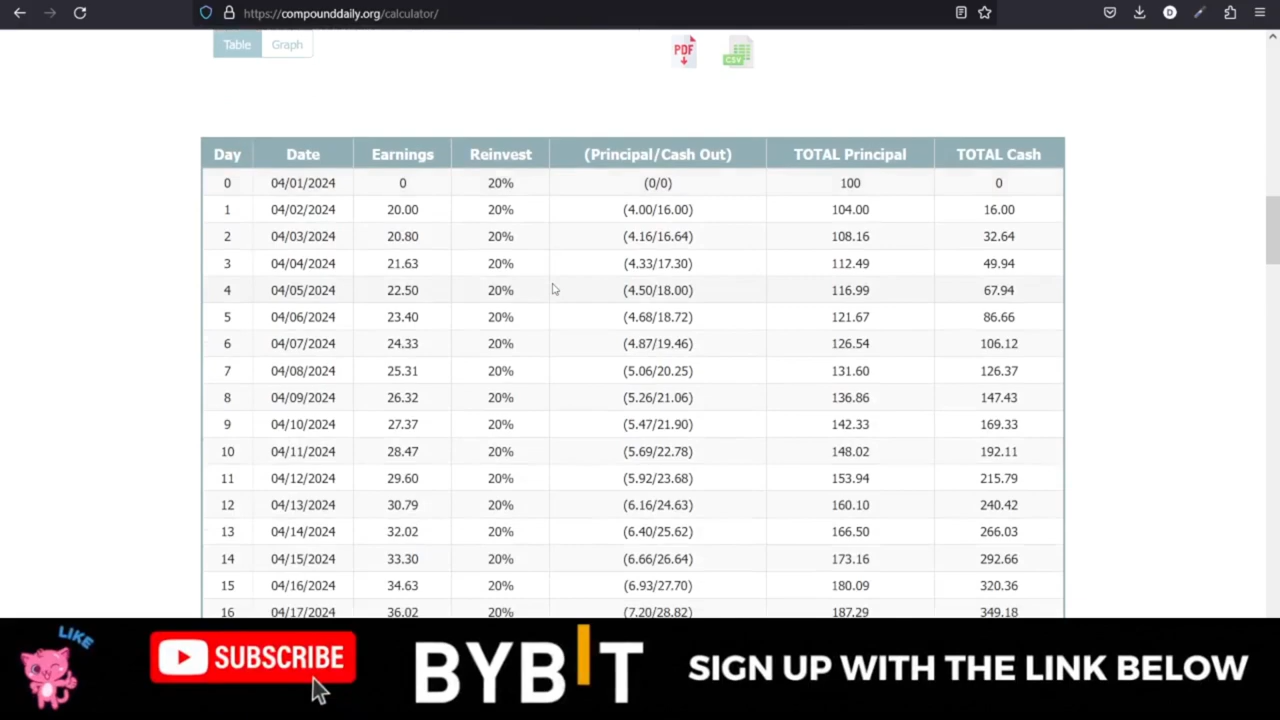 https://compounddaily.org/calculator/
Table Graph
PDF
CSV
Day Date Earnings Reinvest (Principal/Cash Out) TOTAL Principal TOTAL Cash
0 04/01/2024 0 20% (0/0) 100 0
1 04/02/2024 20.00 20% (4.00/16.00) 104.00 16.00
2 04/03/2024 20.80 20% (4.16/16.64) 108.16 32.64
3 04/04/2024 21.63 20% (4.33/17.30) 112.49 49.94
4 04/05/2024 22.50 20% (4.50/18.00) 116.99 67.94
5 04/06/2024 23.40 20% (4.68/18.72) 121.67 86.66
6 04/07/2024 24.33 20% (4.87/19.46) 126.54 106.12
7 04/08/2024 25.31 20% (5.06/20.25) 131.60 126.37
8 04/09/2024 26.32 20% (5.26/21.06) 136.86 147.43
9 04/10/2024 27.37 20% (5.47/21.90) 142.33 169.33
10 04/11/2024 28.47 20% (5.69/22.78) 148.02 192.11
11 04/12/2024 29.60 20% (5.92/23.68) 153.94 215.79
12 04/13/2024 30.79 20% (6.16/24.63) 160.10 240.42
13 04/14/2024 32.02 20% (6.40/25.62) 166.50 266.03
14 04/15/2024 33.30 20% (6.66/26.64) 173.16 292.66
15 04/16/2024 34.63 20% (6.93/27.70) 180.09 320.36
16 04/17/2024 36.02 20% (7.20/28.82) 187.29 349.18
LIKE
SUBSCRIBE
BYBIT
SIGN UP WITH THE LINK BELOW